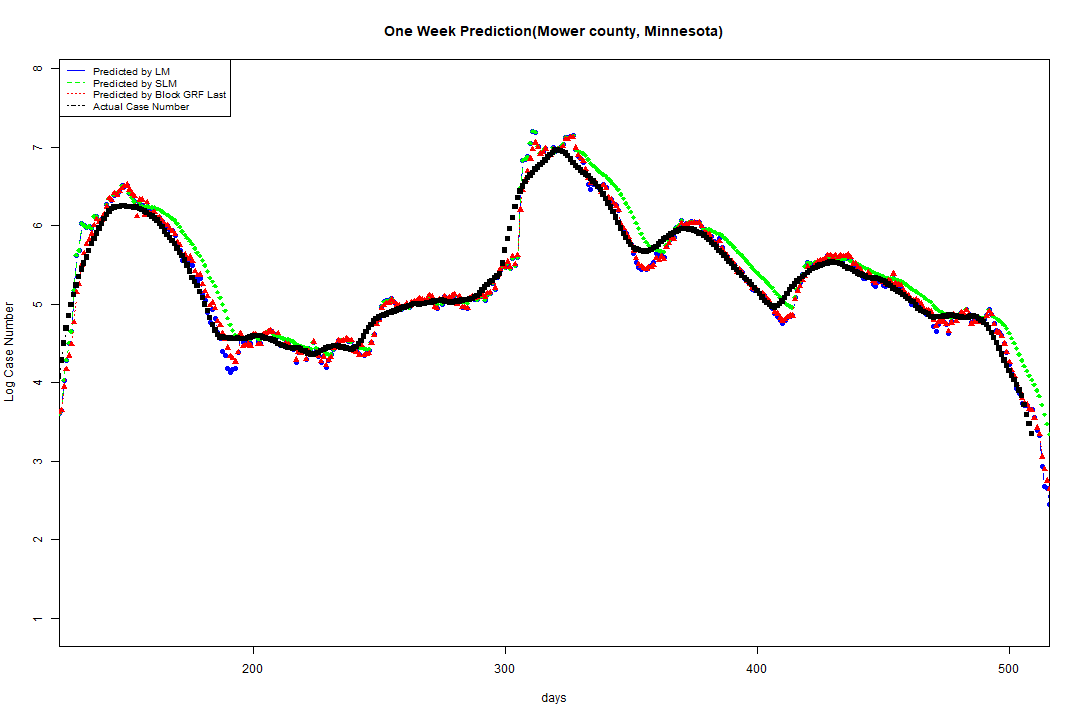 One Week Prediction(Mower county, Minnesota)
Predicted by LM
Predicted by SLM
Predicted by Block GRF Last
Actual Case Number
8
7
6
5
4
3
2
1
Log Case Number
200 300 400 500
days